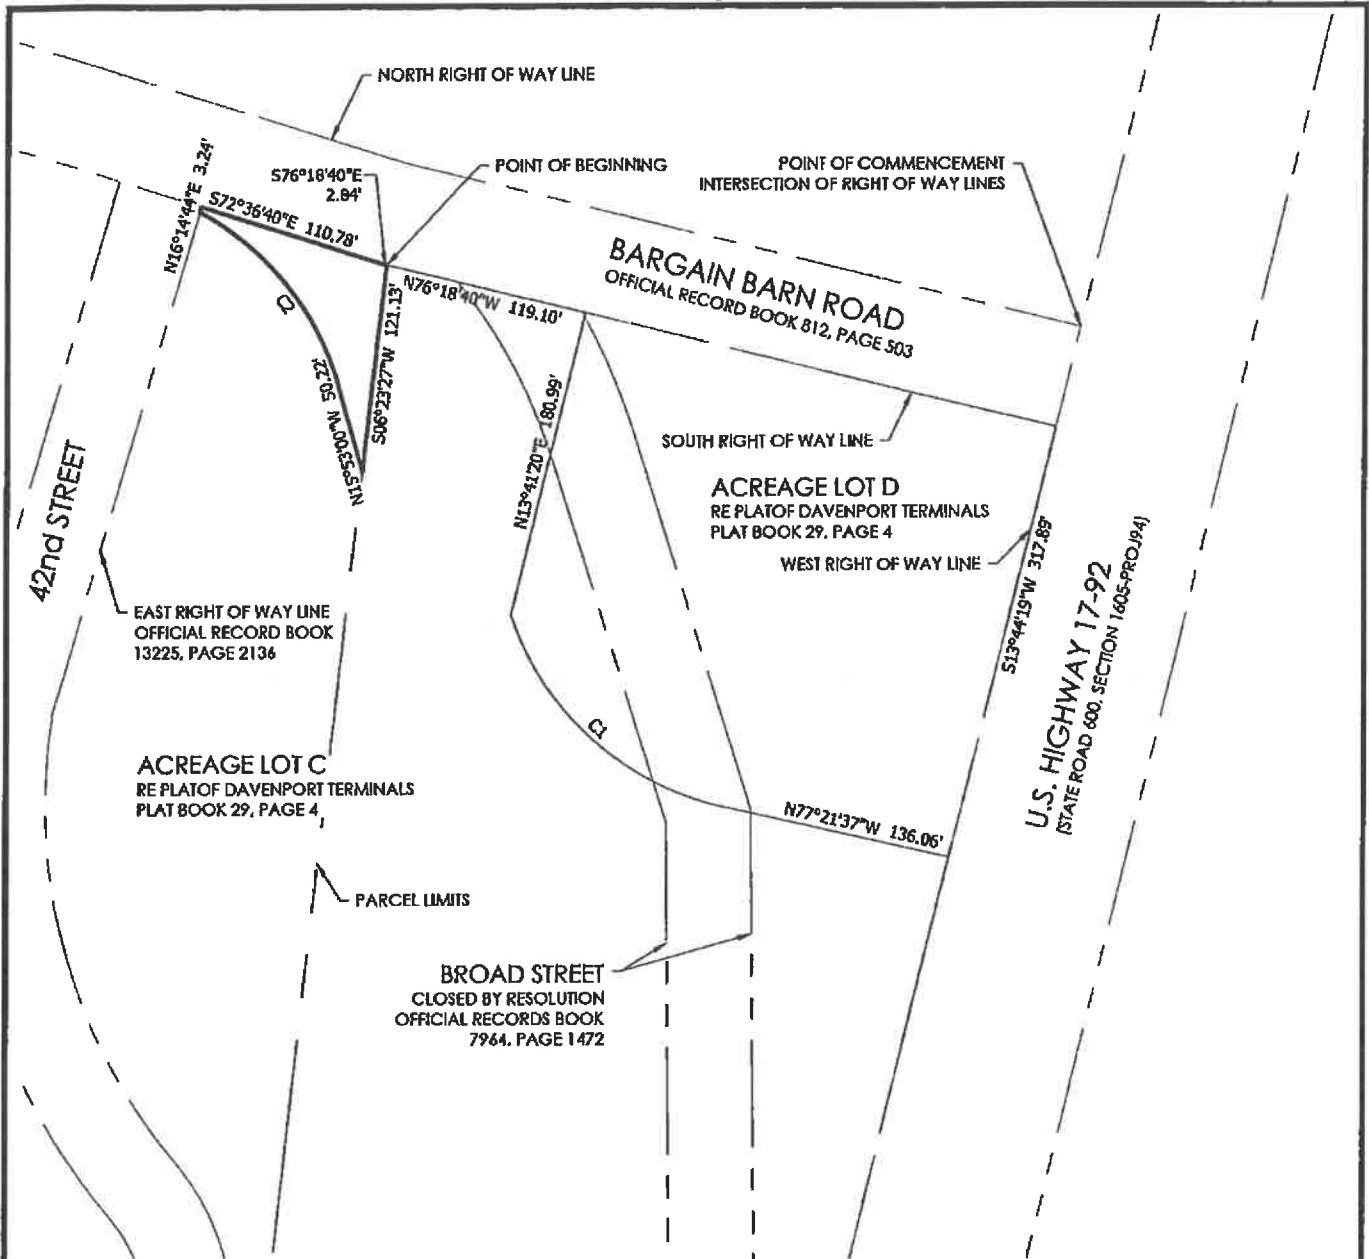 NORTH RIGHT OF WAY LINE
POINT OF BEGINNING
POINT OF COMMENCEMENT
INTERSECTION OF RIGHT OF WAY LINES
N16°14'44"E 3.24'
S76°18'40"E
2.84'
S72°36'40"E 110.78'
BARGAIN BARN ROAD
OFFICIAL RECORD BOOK 812, PAGE 503
N76°18'40"W 119.10'
C2
S06°23'27"W 121.13'
N15°53'00"W 50.22'
N13°41'20"E 180.99'
SOUTH RIGHT OF WAY LINE
ACREAGE LOT D
RE PLATOF DAVENPORT TERMINALS
PLAT BOOK 29, PAGE 4
WEST RIGHT OF WAY LINE
S13°44'19"W 317.89'
U.S. HIGHWAY 17-92
(STATE ROAD 600, SECTION 1605-PROJ94)
42nd STREET
EAST RIGHT OF WAY LINE
OFFICIAL RECORD BOOK
13225, PAGE 2136
C1
ACREAGE LOT C
RE PLATOF DAVENPORT TERMINALS
PLAT BOOK 29, PAGE 4
N77°21'37"W 136.06'
PARCEL LIMITS
BROAD STREET
CLOSED BY RESOLUTION
OFFICIAL RECORDS BOOK
7964, PAGE 1472